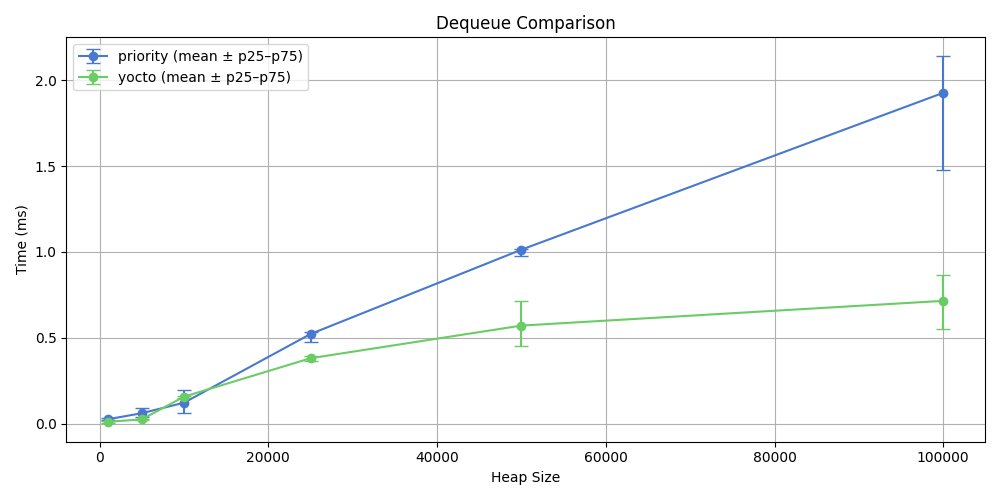 Dequeue Comparison
priority (mean ± p25–p75)
yocto (mean ± p25–p75)
Time (ms)
2.0
1.5
1.0
0.5
0.0
0
20000
40000
60000
80000
100000
Heap Size